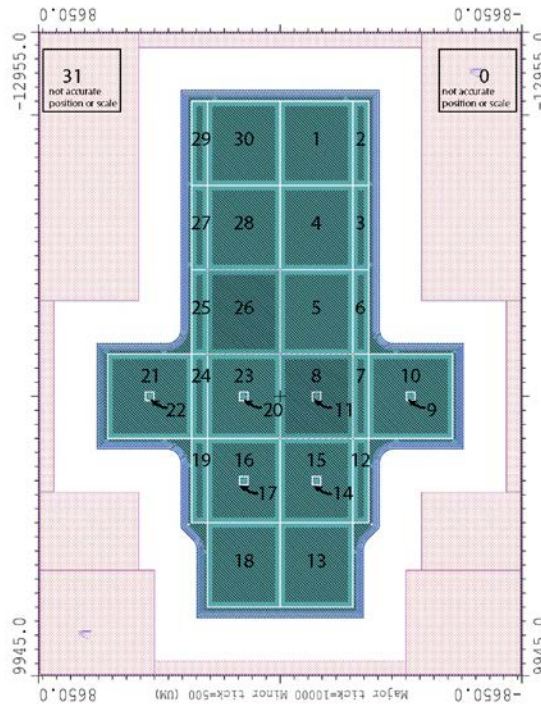 8650.0
-8650.0
-12955.0
-12955.0
31
not accurate
position or scale
0
not accurate
position or scale
29 30 1 2
27 28 4 3
25 26 5 6
21 24 23 8 7 10
22 20 11 9
19 16 15 12
17 14
18 13
9945.0
9945.0
8650.0
Major tick=10000 Minor tick=500 (UM)
-8650.0